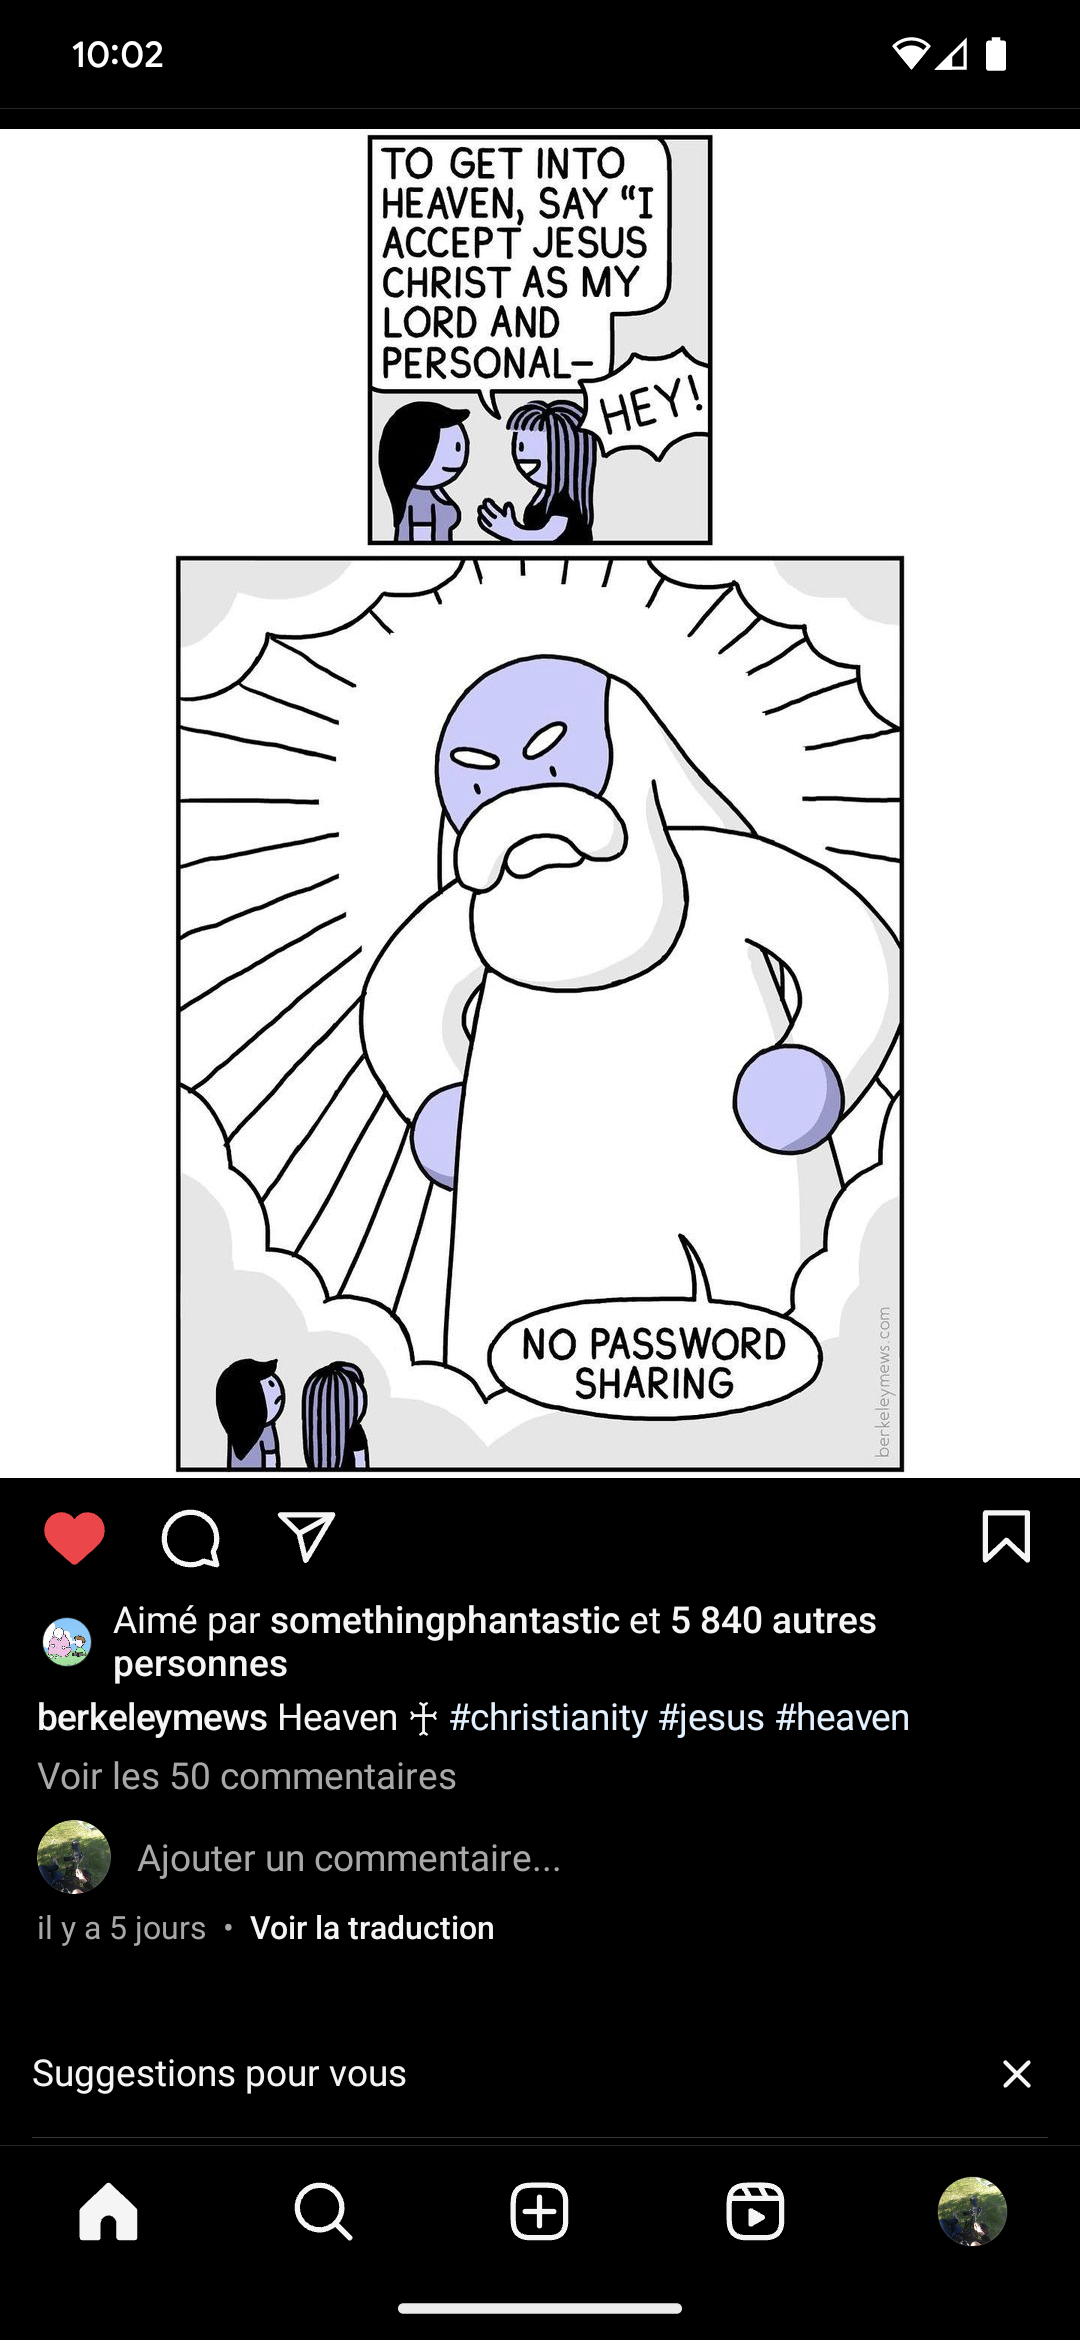 10:02
TO GET INTO
HEAVEN, SAY “I
ACCEPT JESUS
CHRIST AS MY
LORD AND
PERSONAL–
HEY!
NO PASSWORD
SHARING
berkeleymews.com
Aimé par somethingphantastic et 5 840 autres
personnes
berkeleymews Heaven ☩ #christianity #jesus #heaven
Voir les 50 commentaires
Ajouter un commentaire...
il y a 5 jours • Voir la traduction
Suggestions pour vous